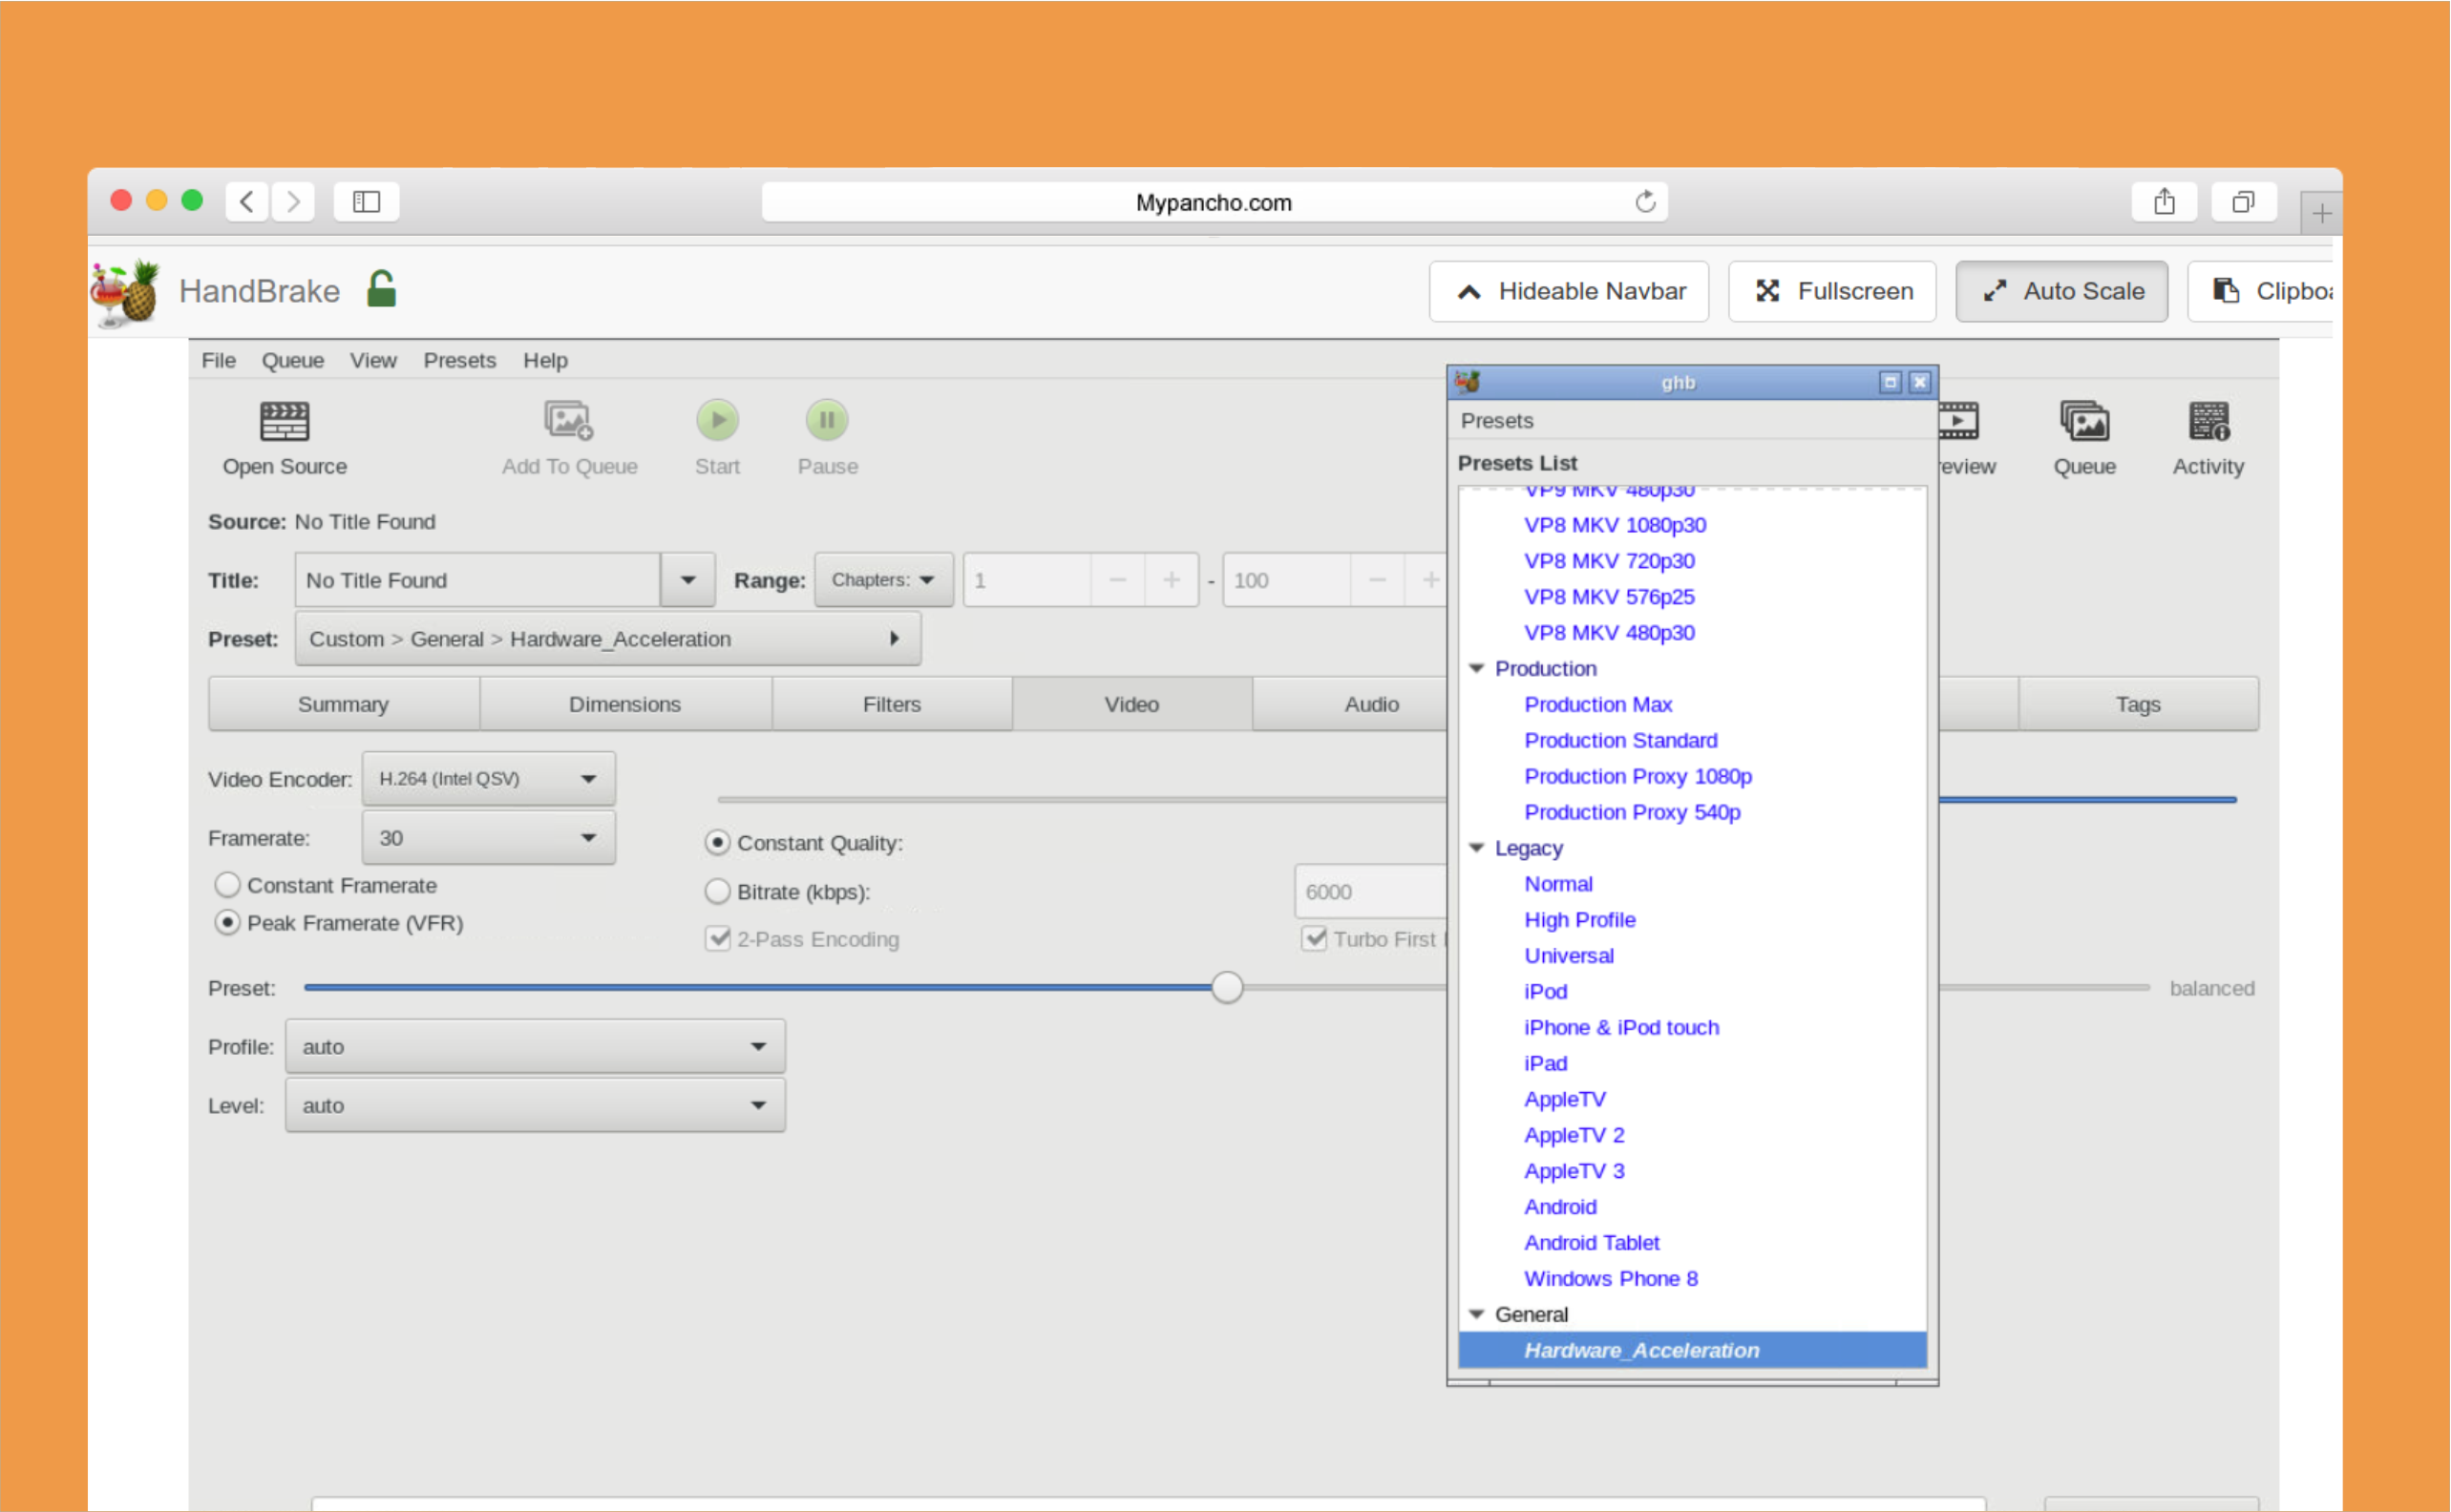 Mypancho.com
HandBrake
Hideable Navbar
Fullscreen
Auto Scale
Clipboa
File Queue View Presets Help
Open Source
Add To Queue
Start
Pause
eview
Queue
Activity
Source: No Title Found
Title: No Title Found
Range: Chapters: 1 - 100
Preset: Custom > General > Hardware_Acceleration
Summary Dimensions Filters Video Audio Tags
Video Encoder: H.264 (Intel QSV)
Framerate: 30
Constant Framerate
Peak Framerate (VFR)
Constant Quality:
Bitrate (kbps): 6000
2-Pass Encoding
Turbo First
Preset: balanced
Profile: auto
Level: auto
ghb
Presets
Presets List
VP9 MKV 480p30
VP8 MKV 1080p30
VP8 MKV 720p30
VP8 MKV 576p25
VP8 MKV 480p30
Production
Production Max
Production Standard
Production Proxy 1080p
Production Proxy 540p
Legacy
Normal
High Profile
Universal
iPod
iPhone & iPod touch
iPad
AppleTV
AppleTV 2
AppleTV 3
Android
Android Tablet
Windows Phone 8
General
Hardware_Acceleration